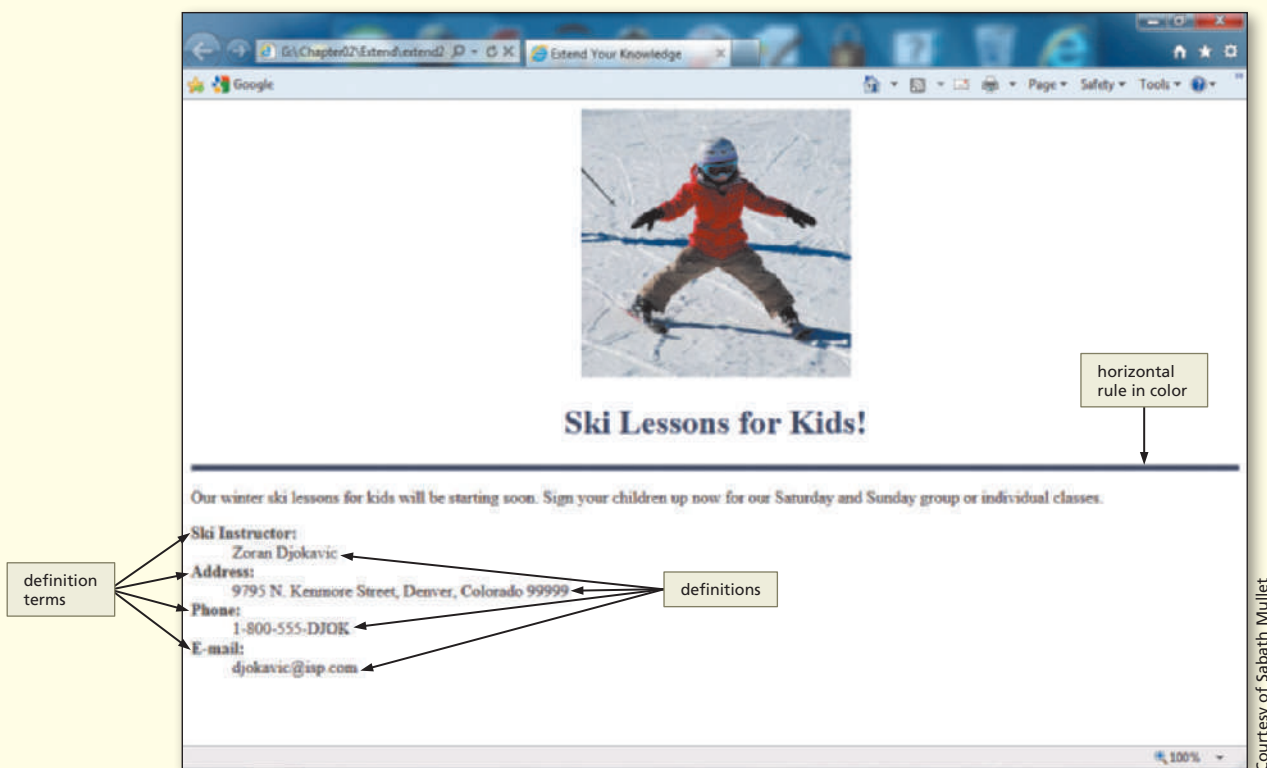 G:\Chapter02\Extend\extend2
Extend Your Knowledge
Google
Page
Safety
Tools
horizontal
rule in color
Ski Lessons for Kids!
Our winter ski lessons for kids will be starting soon. Sign your children up now for our Saturday and Sunday group or individual classes.
Ski Instructor:
Zoran Djokavic
Address:
9795 N. Kenmore Street, Denver, Colorado 99999
Phone:
1-800-555-DJOK
E-mail:
djokavic@isp.com
definition
terms
definitions
100%
Courtesy of Sabath Mullet